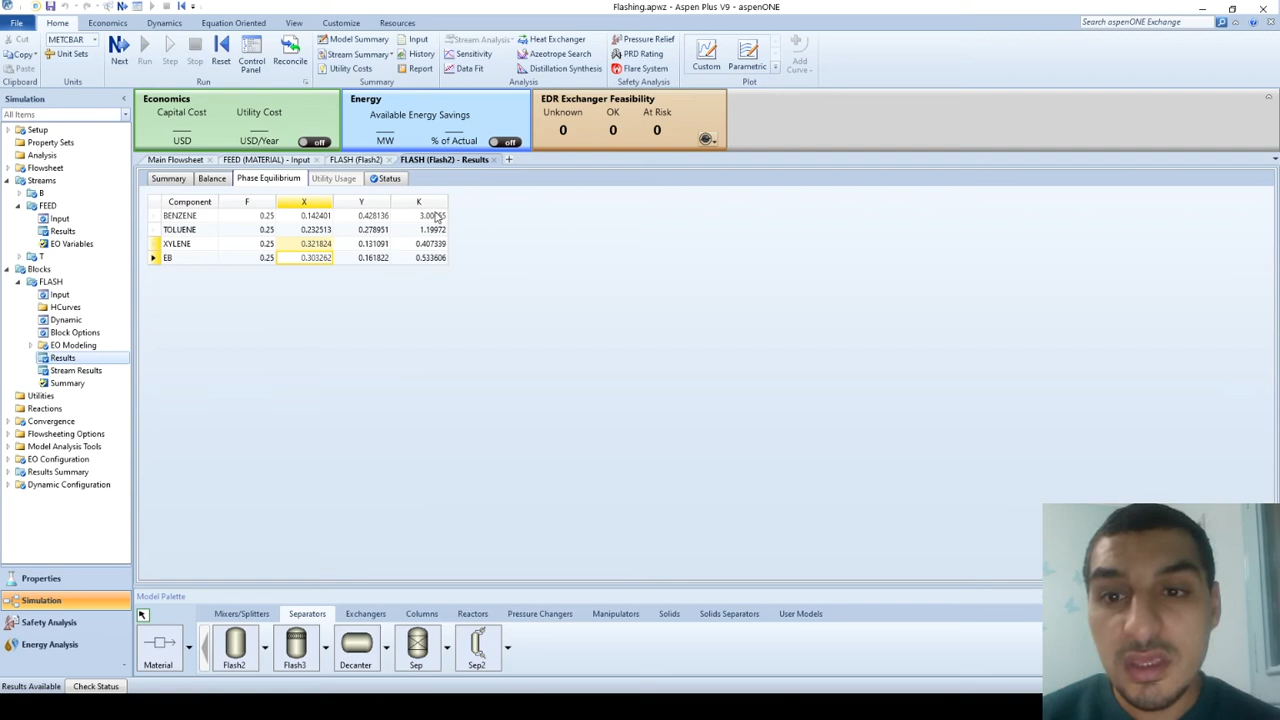 Flashing.apwz - Aspen Plus V9 - aspenONE
File Home Economics Dynamics Equation Oriented View Customize Resources Search aspenONE Exchange
Cut METCBAR Model Summary Input Stream Analysis Heat Exchanger Pressure Relief
Copy Unit Sets Stream Summary History Sensitivity Azeotrope Search PRD Rating
Paste Next Run Step Stop Reset Control Panel Reconcile Utility Costs Report Data Fit Distillation Synthesis Flare System Custom Parametric Add Curve
Clipboard Units Run Summary Analysis Safety Analysis Plot
Simulation
All Items
Setup
Property Sets
Analysis
Flowsheet
Streams
B
FEED
Input
Results
EO Variables
T
Blocks
FLASH
Input
HCurves
Dynamic
Block Options
EO Modeling
Results
Stream Results
Summary
Utilities
Reactions
Convergence
Flowsheeting Options
Model Analysis Tools
EO Configuration
Results Summary
Dynamic Configuration
Properties
Simulation
Safety Analysis
Energy Analysis
Economics
Capital Cost Utility Cost
USD USD/Year off
Energy
Available Energy Savings
MW % of Actual off
EDR Exchanger Feasibility
Unknown OK At Risk
0 0 0
Main Flowsheet FEED (MATERIAL) - Input FLASH (Flash2) FLASH (Flash2) - Results +
Summary Balance Phase Equilibrium Utility Usage Status
Component F X Y K
BENZENE 0.25 0.142401 0.428136
TOLUENE 0.25 0.232513 0.278951 1.19972
XYLENE 0.25 0.321824 0.131091 0.407339
EB 0.25 0.303262 0.161822 0.533606
Model Palette
Mixers/Splitters Separators Exchangers Columns Reactors Pressure Changers Manipulators Solids Solids Separators User Models
Material Flash2 Flash3 Decanter Sep Sep2
Results Available Check Status